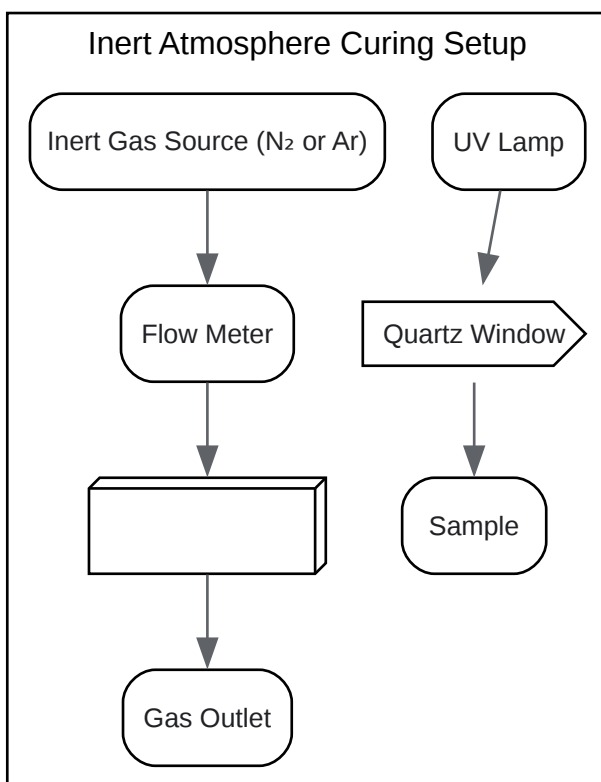 Inert Atmosphere Curing Setup
Inert Gas Source (N₂ or Ar)
UV Lamp
Flow Meter
Quartz Window
Sample
Gas Outlet